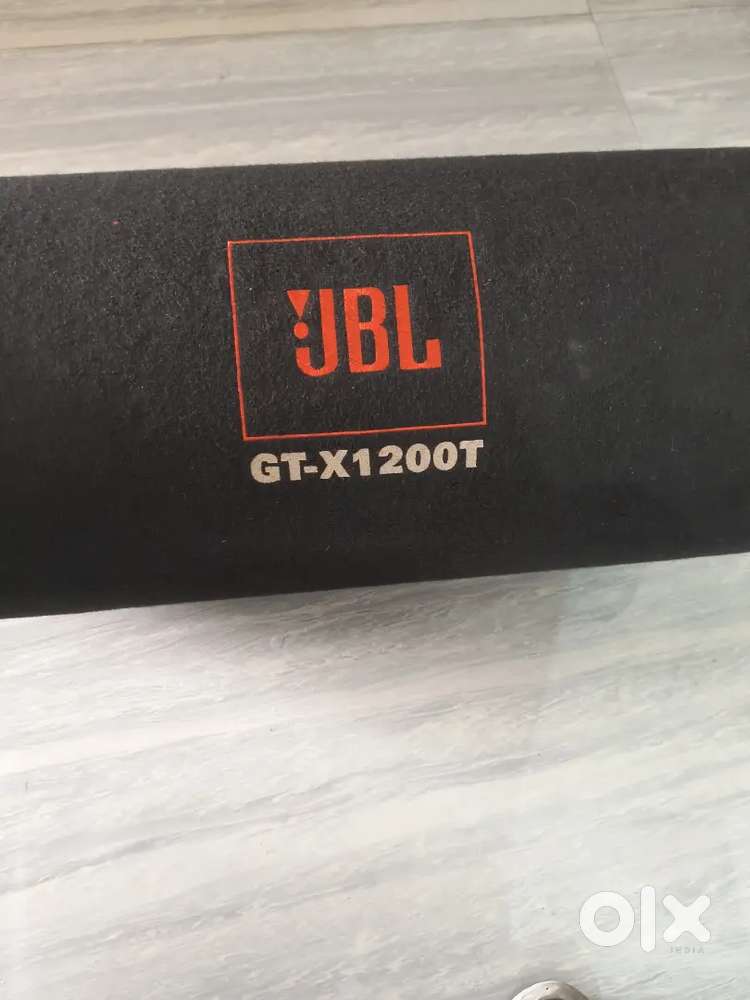 JBL
GT-X1200T
olx
INDIA